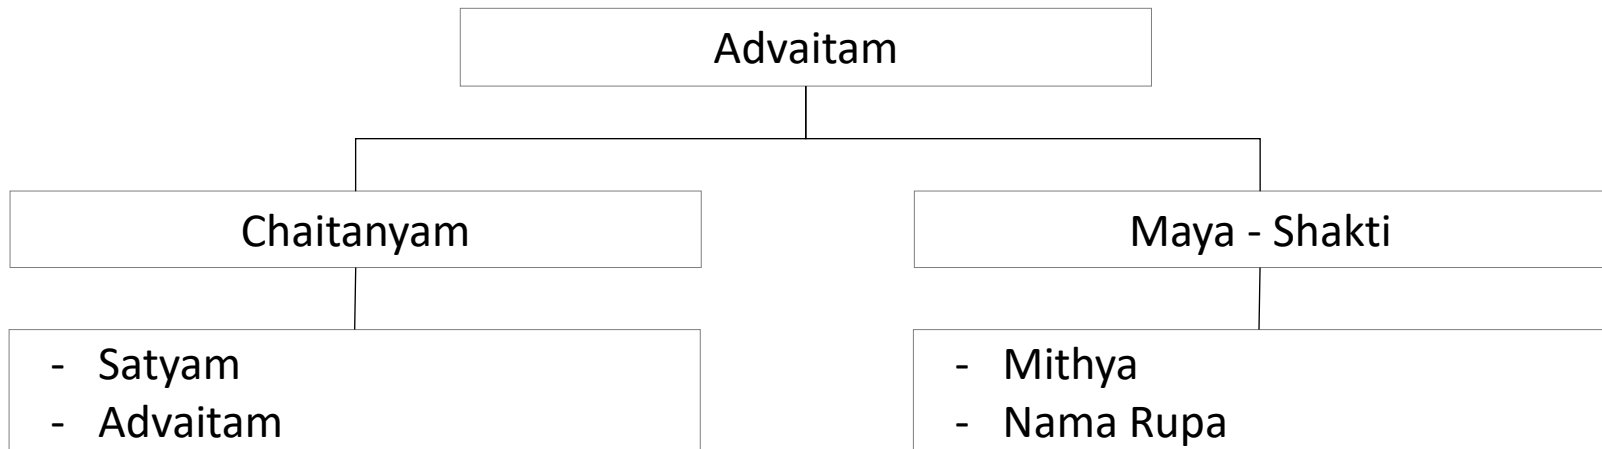 Advaitam
Chaitanyam
Maya - Shakti
- Satyam
- Advaitam
- Mithya
- Nama Rupa